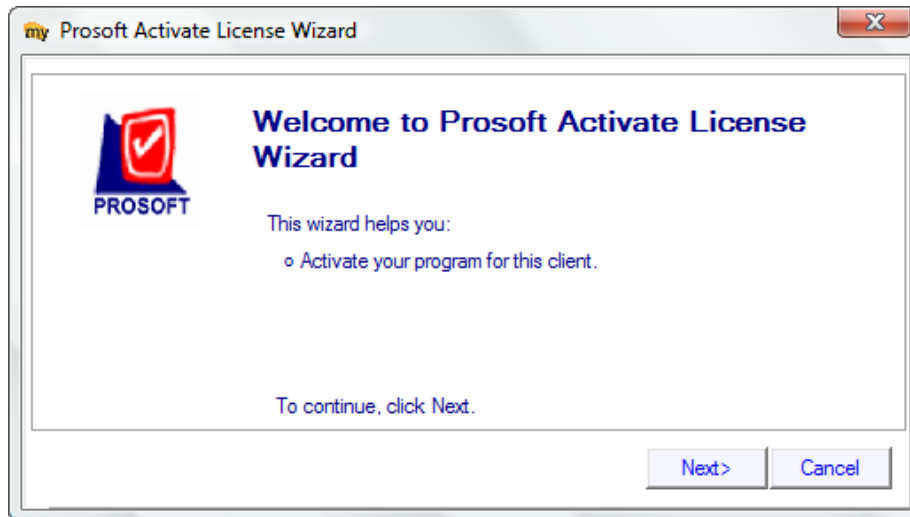 my Prosoft Activate License Wizard
Welcome to Prosoft Activate License
Wizard
PROSOFT
This wizard helps you:
Activate your program for this client.
To continue, click Next.
Next> Cancel